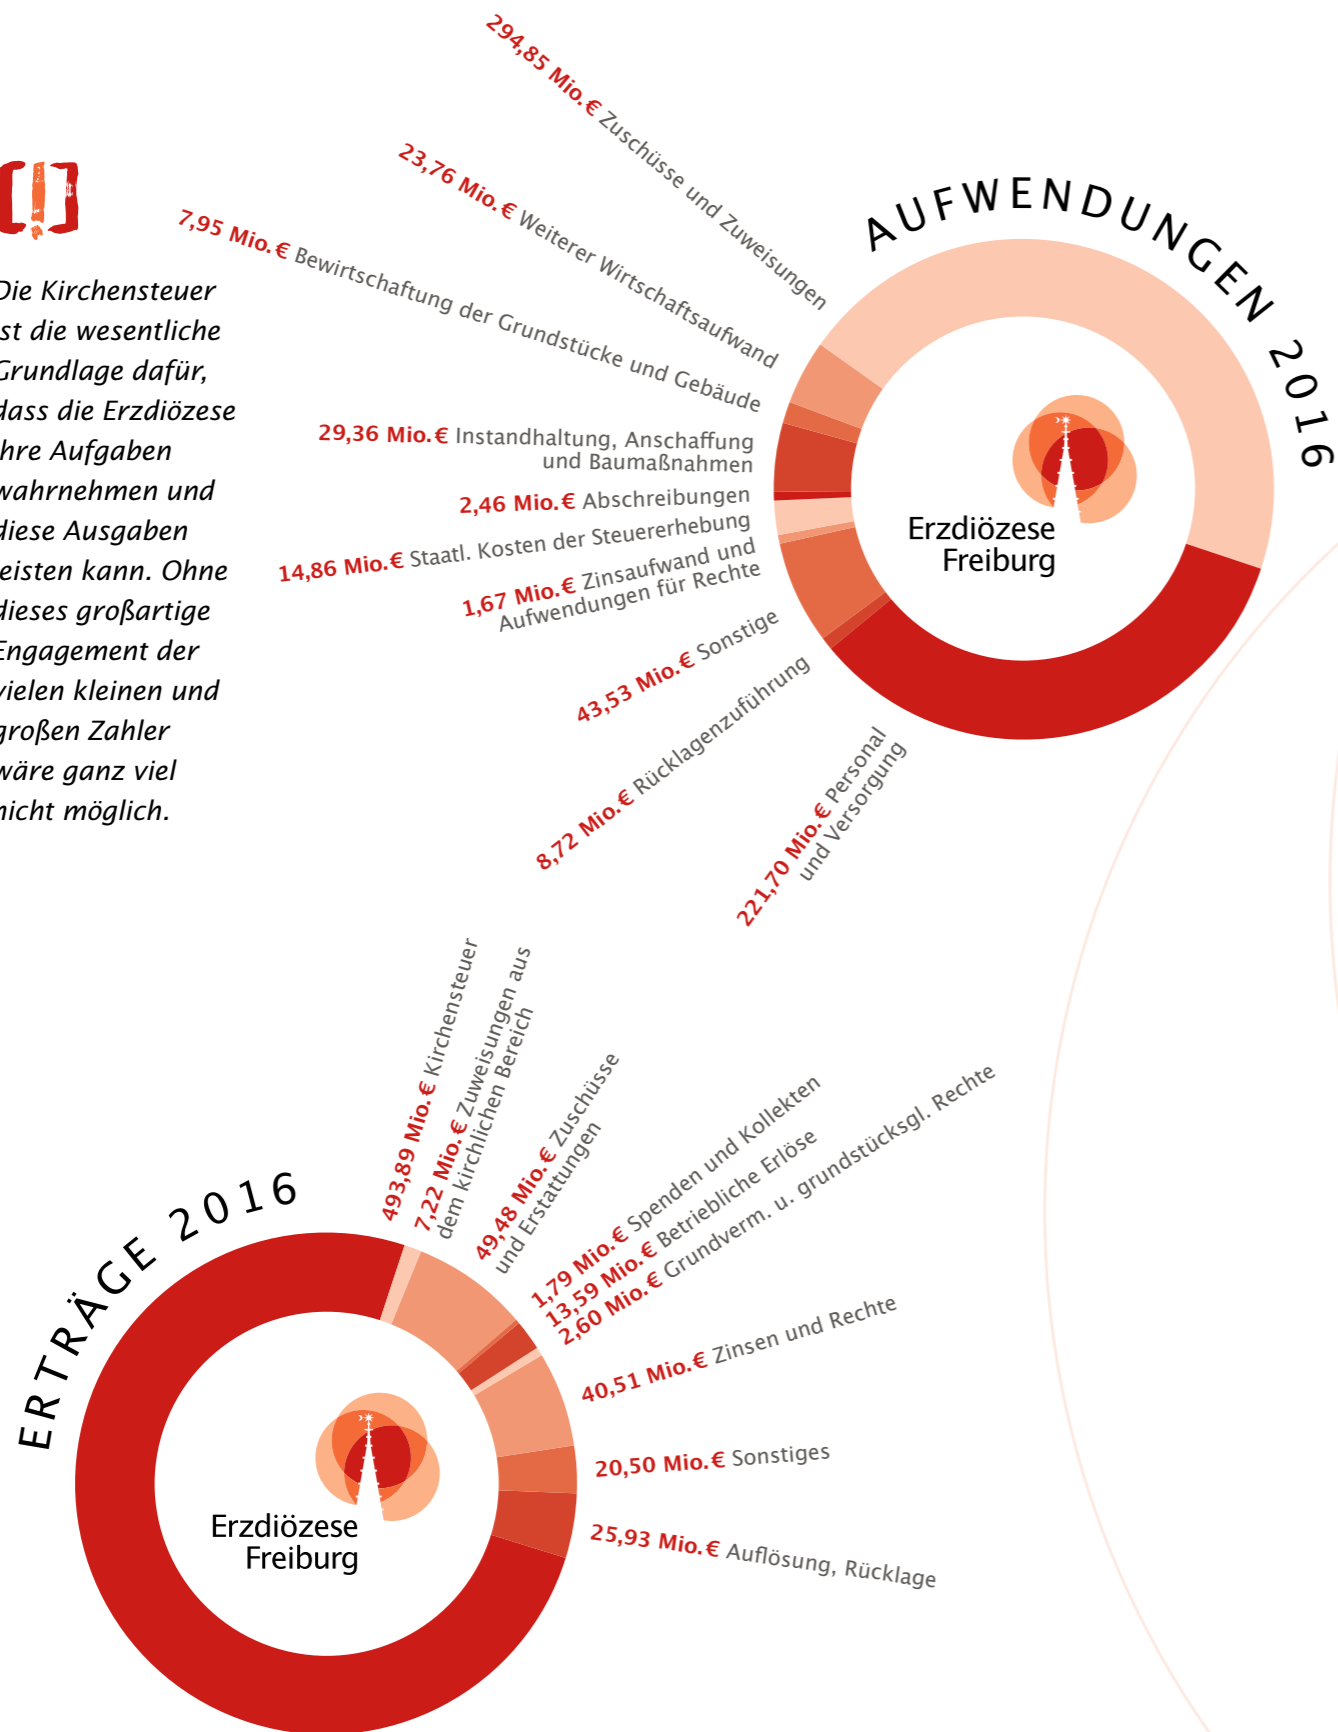 294,85 Mio. € Zuschüsse und Zuweisungen
23,76 Mio. € Weiterer Wirtschaftsaufwand
7,95 Mio. € Bewirtschaftung der Grundstücke und Gebäude
29,36 Mio. € Instandhaltung, Anschaffung
und Baumaßnahmen
2,46 Mio. € Abschreibungen
14,86 Mio. € Staatl. Kosten der Steuererhebung
1,67 Mio. € Zinsaufwand und
Aufwendungen für Rechte
43,53 Mio. € Sonstige
8,72 Mio. € Rücklagenzuführung
221,70 Mio. € Personal
und Versorgung
AUFWENDUNGEN 2016
Erzdiözese
Freiburg
[!]
Die Kirchensteuer
ist die wesentliche
Grundlage dafür,
dass die Erzdiözese
ihre Aufgaben
wahrnehmen und
diese Ausgaben
leisten kann. Ohne
dieses großartige
Engagement der
vielen kleinen und
großen Zahler
wäre ganz viel
nicht möglich.
493,89 Mio. € Kirchensteuer
7,22 Mio. € Zuweisungen aus
dem kirchlichen Bereich
49,48 Mio. € Zuschüsse
und Erstattungen
1,79 Mio. € Spenden und Kollekten
13,59 Mio. € Betriebliche Erlöse
2,60 Mio. € Grundverm. u. grundstücksgl. Rechte
40,51 Mio. € Zinsen und Rechte
20,50 Mio. € Sonstiges
25,93 Mio. € Auflösung, Rücklage
ERTRÄGE 2016
Erzdiözese
Freiburg